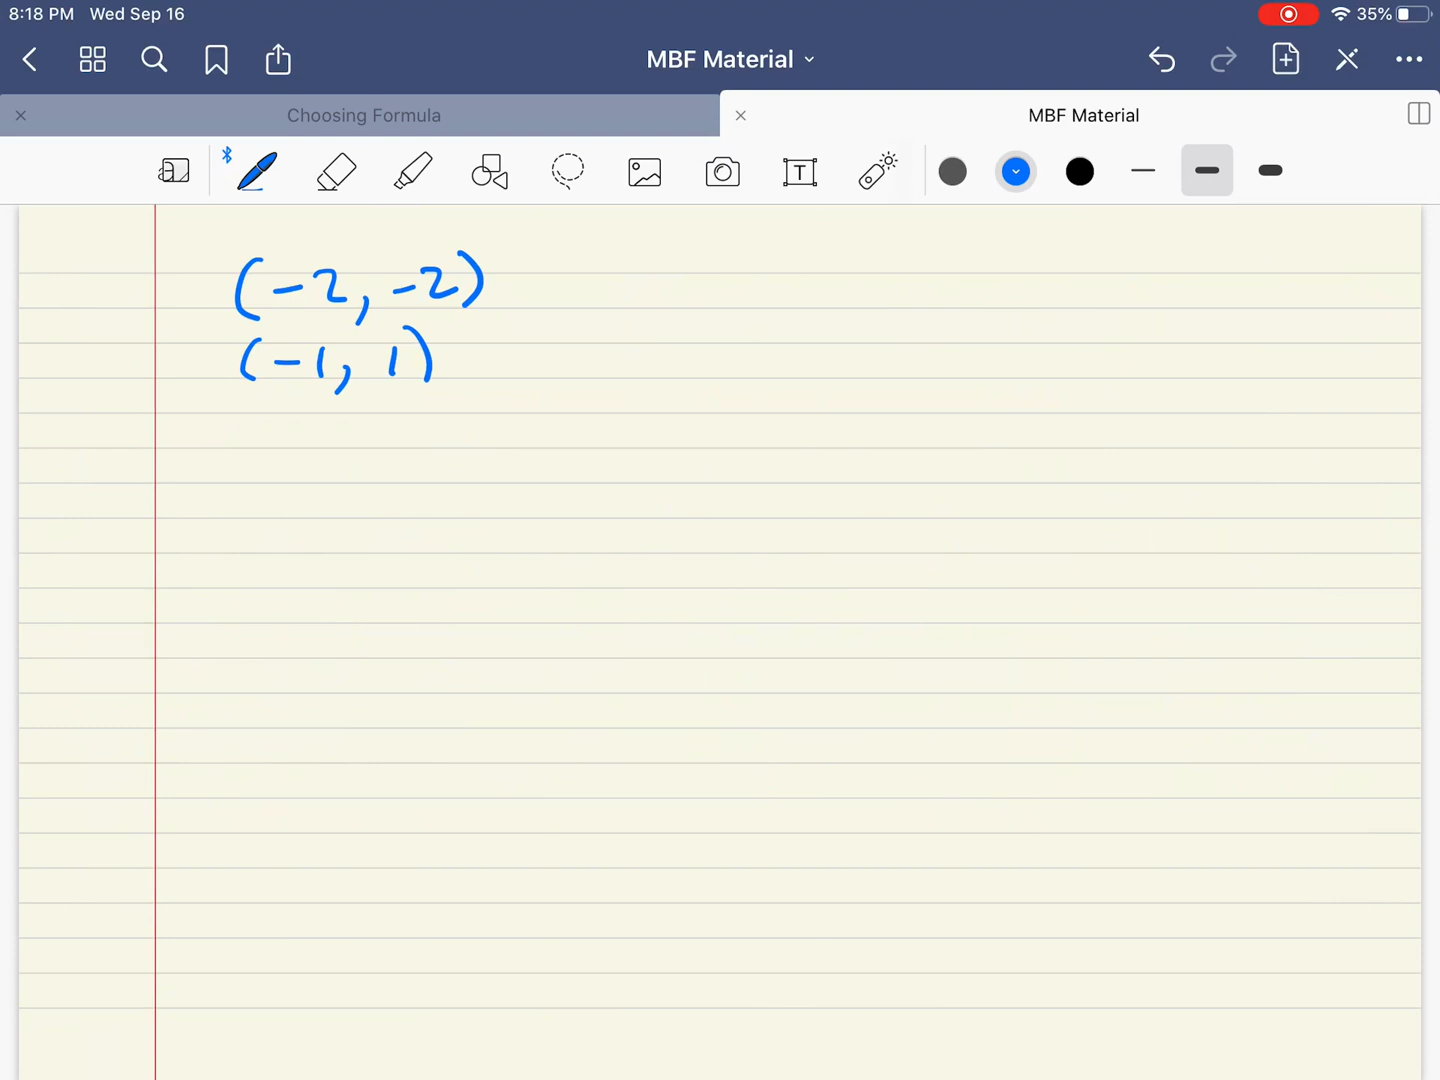 8:18 PM Wed Sep 16 35%
MBF Material
Choosing Formula MBF Material
(-2, -2)
(-1, 1)